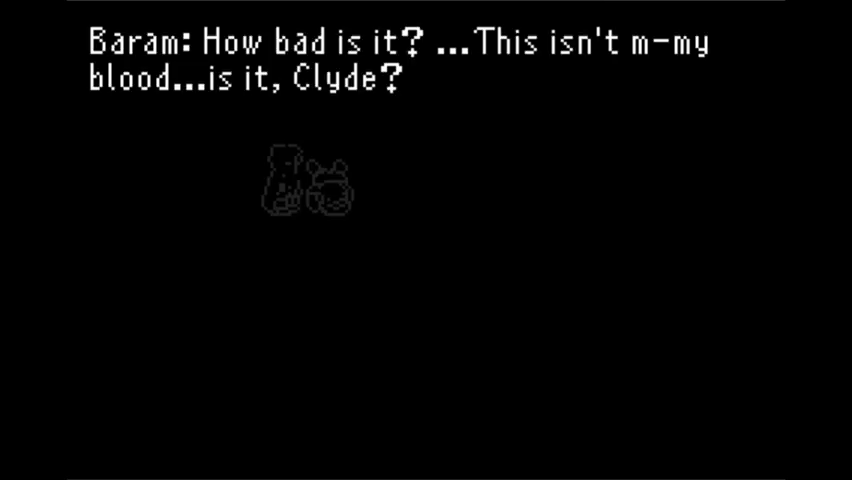 Baram: How bad is it? ...This isn't m-my
blood...is it, Clyde?